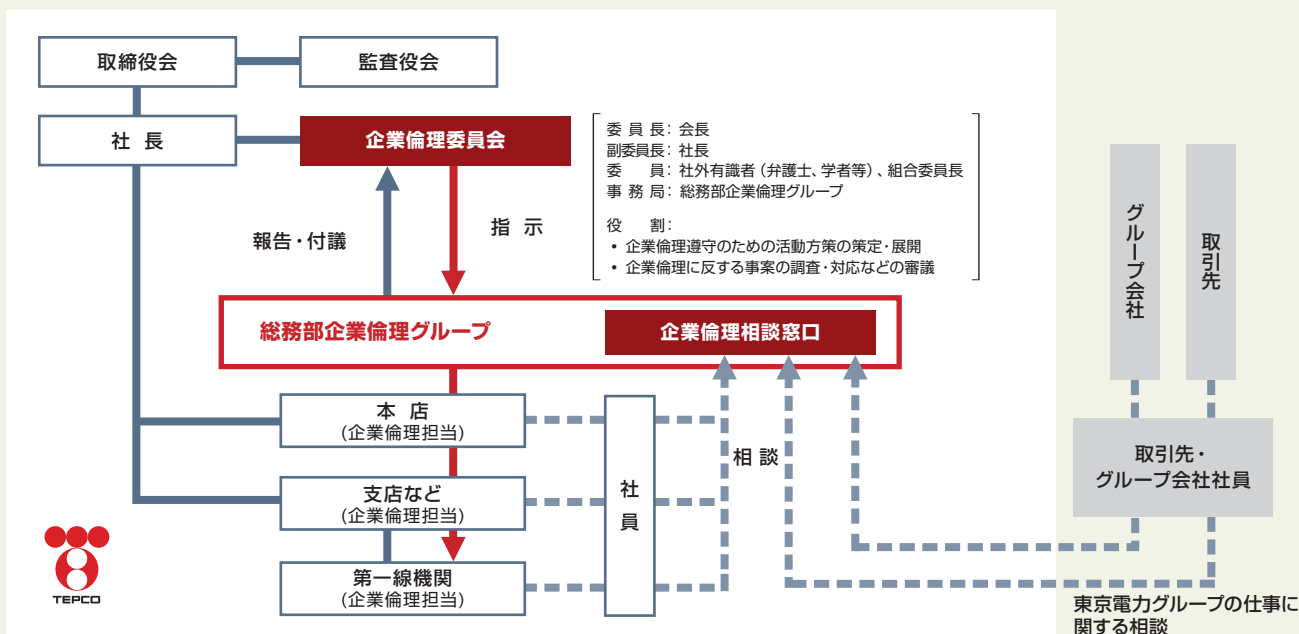 取締役会
監査役会
社 長
企業倫理委員会
委 員 長： 会長
副委員長： 社長
委　　員： 社外有識者（弁護士、学者等）、組合委員長
事 務 局： 総務部企業倫理グループ
役　　割：
• 企業倫理遵守のための活動方策の策定・展開
• 企業倫理に反する事案の調査・対応などの審議
報告・付議
指 示
総務部企業倫理グループ
企業倫理相談窓口
本 店
(企業倫理担当)
支店など
(企業倫理担当)
第一線機関
(企業倫理担当)
社員
相 談
グループ会社
取引先
取引先・
グループ会社社員
東京電力グループの仕事に
関する相談
TEPCO